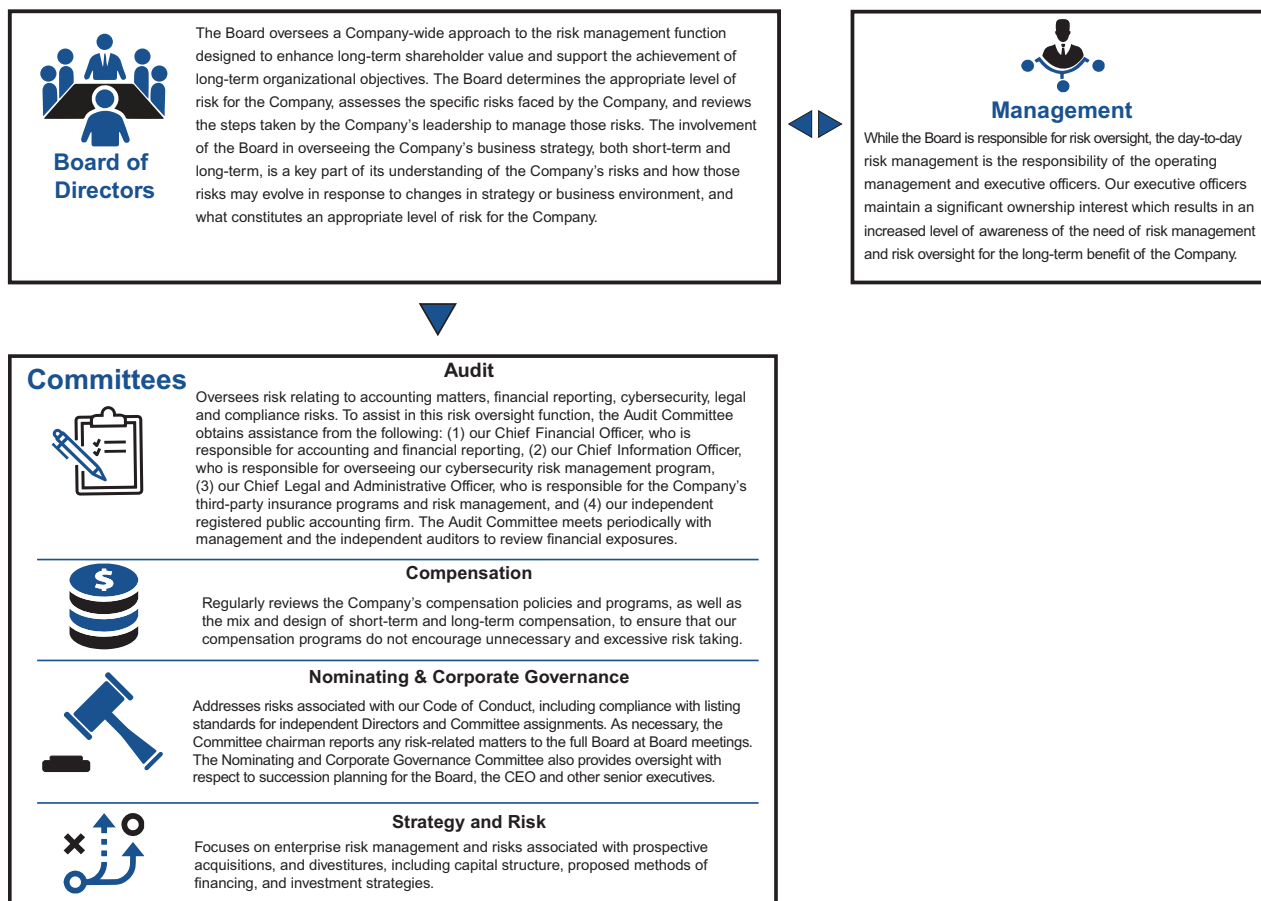 Board of
Directors
The Board oversees a Company-wide approach to the risk management function
designed to enhance long-term shareholder value and support the achievement of
long-term organizational objectives. The Board determines the appropriate level of
risk for the Company, assesses the specific risks faced by the Company, and reviews
the steps taken by the Company's leadership to manage those risks. The involvement
of the Board in overseeing the Company's business strategy, both short-term and
long-term, is a key part of its understanding of the Company's risks and how those
risks may evolve in response to changes in strategy or business environment, and
what constitutes an appropriate level of risk for the Company.
Management
While the Board is responsible for risk oversight, the day-to-day
risk management is the responsibility of the operating
management and executive officers. Our executive officers
maintain a significant ownership interest which results in an
increased level of awareness of the need of risk management
and risk oversight for the long-term benefit of the Company.
Committees
Audit
Oversees risk relating to accounting matters, financial reporting, cybersecurity, legal
and compliance risks. To assist in this risk oversight function, the Audit Committee
obtains assistance from the following: (1) our Chief Financial Officer, who is
responsible for accounting and financial reporting, (2) our Chief Information Officer,
who is responsible for overseeing our cybersecurity risk management program,
(3) our Chief Legal and Administrative Officer, who is responsible for the Company's
third-party insurance programs and risk management, and (4) our independent
registered public accounting firm. The Audit Committee meets periodically with
management and the independent auditors to review financial exposures.
$
Compensation
Regularly reviews the Company's compensation policies and programs, as well as
the mix and design of short-term and long-term compensation, to ensure that our
compensation programs do not encourage unnecessary and excessive risk taking.
Nominating & Corporate Governance
Addresses risks associated with our Code of Conduct, including compliance with listing
standards for independent Directors and Committee assignments. As necessary, the
Committee chairman reports any risk-related matters to the full Board at Board meetings.
The Nominating and Corporate Governance Committee also provides oversight with
respect to succession planning for the Board, the CEO and other senior executives.
Strategy and Risk
Focuses on enterprise risk management and risks associated with prospective
acquisitions, and divestitures, including capital structure, proposed methods of
financing, and investment strategies.